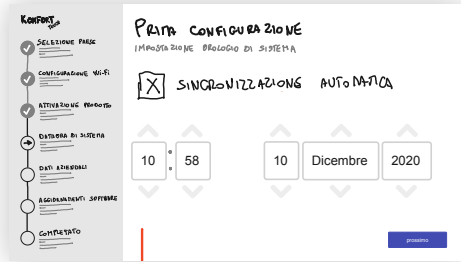 KONFORT
TOUCH
SELEZIONE PAESE
CONFIGURAZIONE Wi-Fi
ATTIVAZIONE PRODOTTO
DATAORA DI SISTEMA
DATI AZIENDALI
AGGIORNAMENTI SOFTWARE
COMPLETATO
PRIMA CONFIGURAZIONE
IMPOSTAZIONE OROLOGIO DI SISTEMA
X SINCRONIZZAZIONE AUTOMATICA
10 : 58 10 Dicembre 2020
prossimo